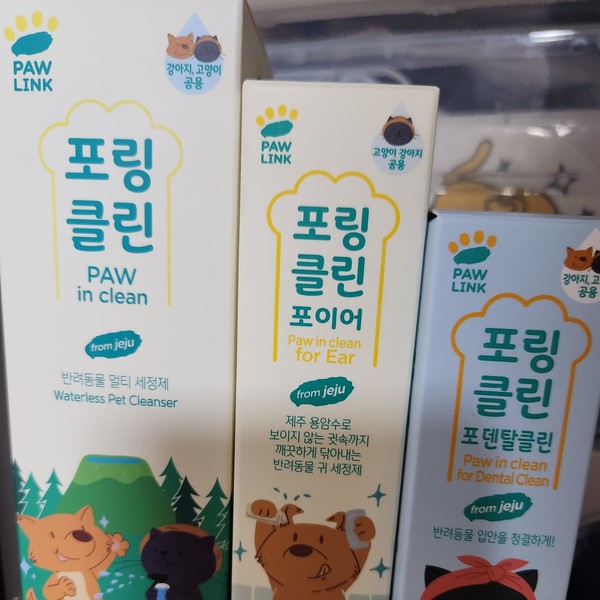 PAW
LINK
강아지, 고양이
공용
포링
클린
PAW
in clean
from jeju
반려동물 멀티 세정제
Waterless Pet Cleanser
PAW
LINK
고양이 강아지
공용
포링
클린
포이어
Paw in clean
for Ear
from jeju
제주 용암수로
보이지 않는 귓속까지
깨끗하게 닦아내는
반려동물 귀 세정제
PAW
LINK
강아지, 고
공용
포링
클린
포 덴탈클린
Paw in clean
for Dental Clean
from jeju
반려동물 입안을 청결하게!